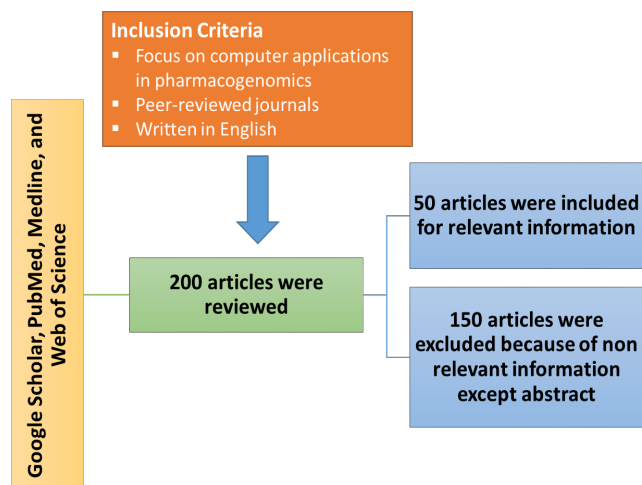 Inclusion Criteria
▪ Focus on computer applications
in pharmacogenomics
▪ Peer-reviewed journals
▪ Written in English
Google Scholar, PubMed, Medline, and
Web of Science
200 articles were
reviewed
50 articles were included
for relevant information
150 articles were
excluded because of non
relevant information
except abstract